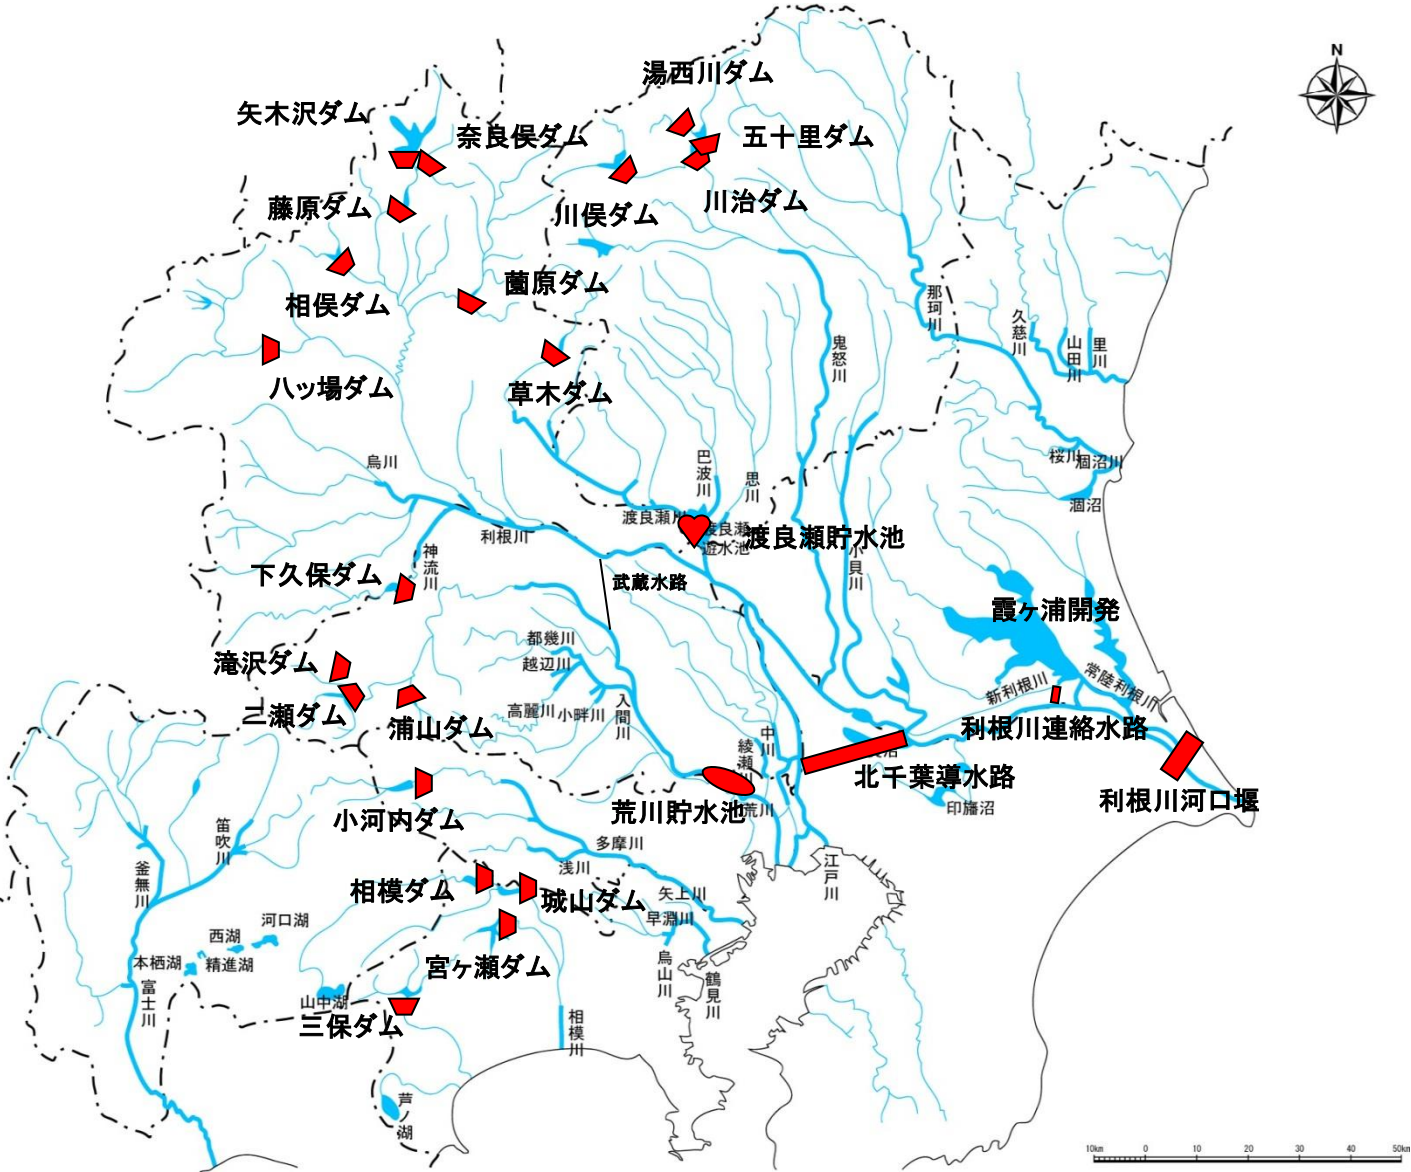 N
湯西川ダム
矢木沢ダム
奈良俣ダム
五十里ダム
藤原ダム
川俣ダム
川治ダム
相俣ダム
薗原ダム
那珂川
久慈川
山田川
里川
鬼怒川
八ッ場ダム
草木ダム
烏川
巴波川
思川
桜川
涸沼川
涸沼
渡良瀬川
渡良瀬
遊水池
渡良瀬貯水池
利根川
神流川
小貝川
下久保ダム
武蔵水路
霞ヶ浦開発
都幾川
越辺川
滝沢ダム
二瀬ダム
浦山ダム
高麗川
小畔川
入間川
新利根川
常陸利根川
利根川連絡水路
中川
綾瀬川
北千葉導水路
利根川河口堰
印旛沼
荒川貯水池
荒川
小河内ダム
笛吹川
釜無川
多摩川
浅川
江戸川
相模ダム
城山ダム
矢上川
早淵川
河口湖
西湖
本栖湖
精進湖
宮ヶ瀬ダム
鳥山川
鶴見川
富士川
山中湖
三保ダム
相模川
芦ノ湖
10km 0 10 20 30 40 50km